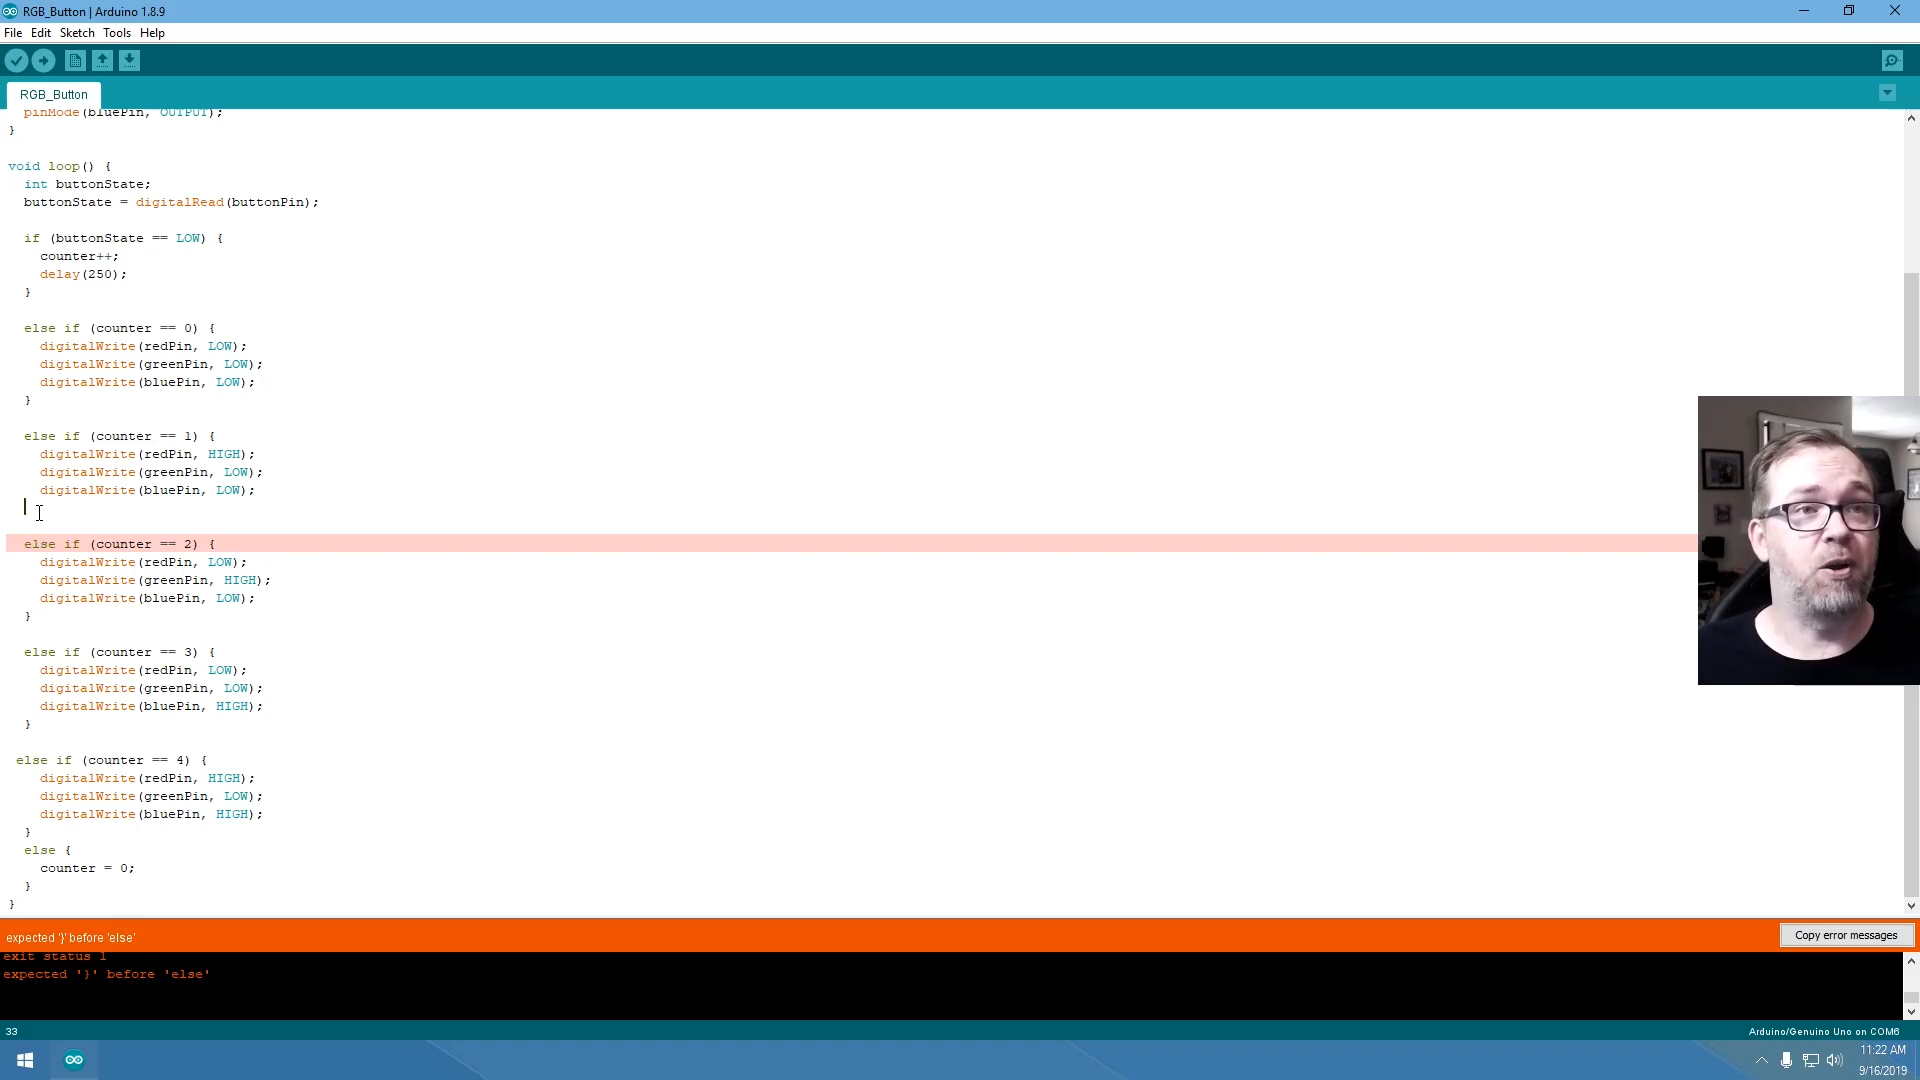 RGB_Button | Arduino 1.8.9
File Edit Sketch Tools Help
RGB_Button
pinMode(bluePin, OUTPUT);
}
void loop() {
int buttonState;
buttonState = digitalRead(buttonPin);
if (buttonState == LOW) {
counter++;
delay(250);
}
else if (counter == 0) {
digitalWrite(redPin, LOW);
digitalWrite(greenPin, LOW);
digitalWrite(bluePin, LOW);
}
else if (counter == 1) {
digitalWrite(redPin, HIGH);
digitalWrite(greenPin, LOW);
digitalWrite(bluePin, LOW);
else if (counter == 2) {
digitalWrite(redPin, LOW);
digitalWrite(greenPin, HIGH);
digitalWrite(bluePin, LOW);
}
else if (counter == 3) {
digitalWrite(redPin, LOW);
digitalWrite(greenPin, LOW);
digitalWrite(bluePin, HIGH);
}
else if (counter == 4) {
digitalWrite(redPin, HIGH);
digitalWrite(greenPin, LOW);
digitalWrite(bluePin, HIGH);
}
else {
counter = 0;
}
}
expected '}' before 'else'
Copy error messages
exit status 1
expected '}' before 'else'
33
Arduino/Genuino Uno on COM6
11:22 AM
9/16/2019